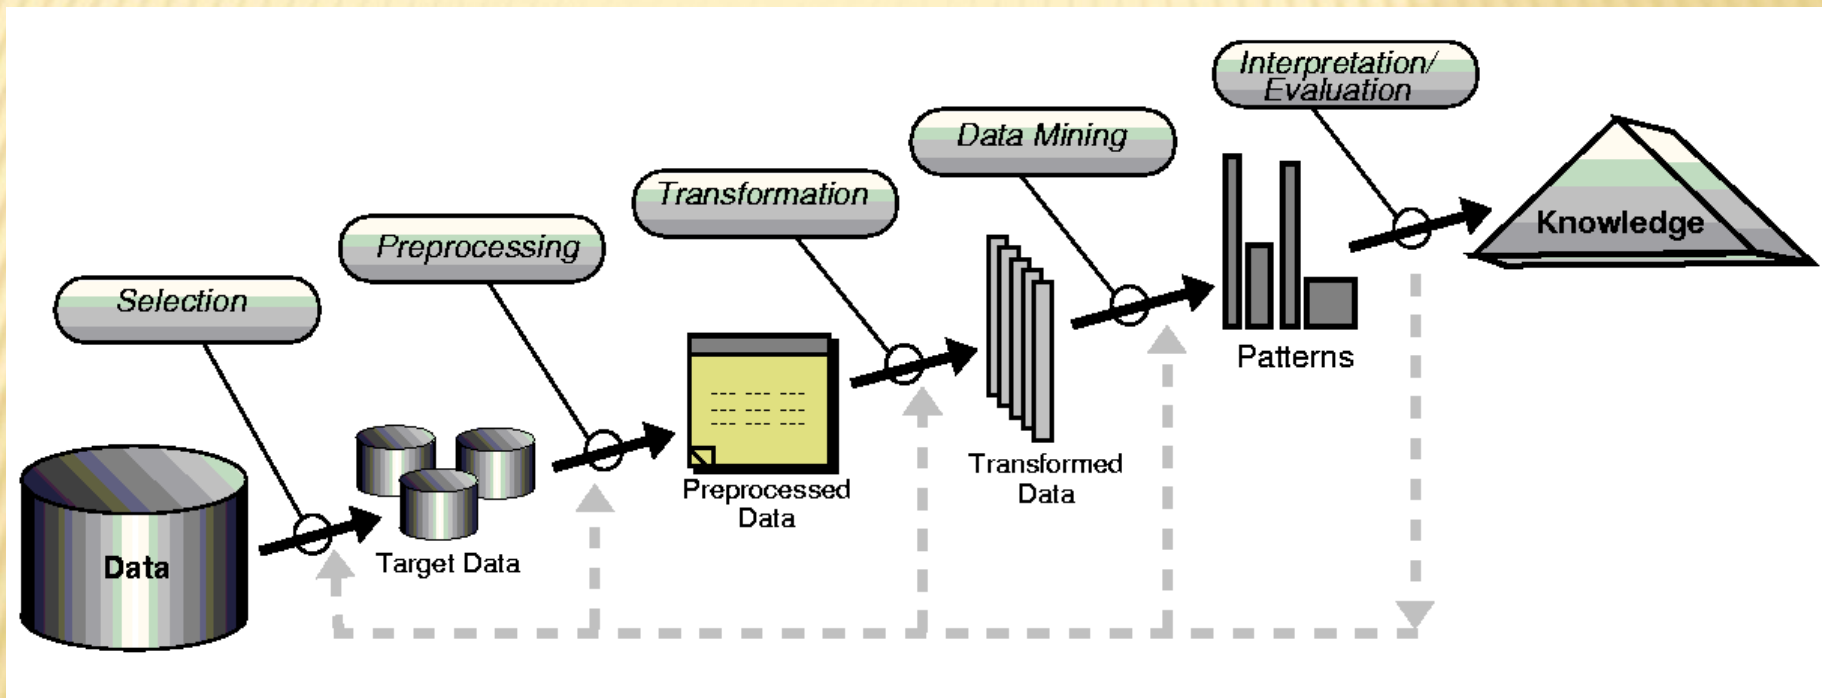 Selection
Preprocessing
Transformation
Data Mining
Interpretation/
Evaluation
Data
Target Data
Preprocessed
Data
Transformed
Data
Patterns
Knowledge